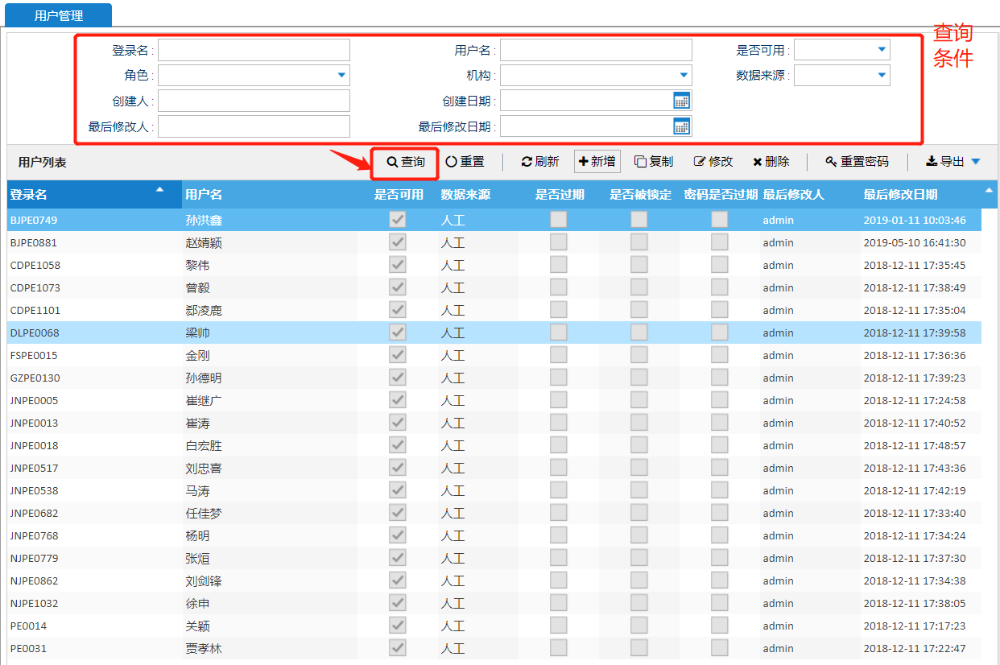 用户管理
查询
条件
登录名: 用户名: 是否可用:
角色: 机构: 数据来源:
创建人: 创建日期:
最后修改人: 最后修改日期:
用户列表 查询 重置 刷新 新增 复制 修改 删除 重置密码 导出
登录名 用户名 是否可用 数据来源 是否过期 是否被锁定 密码是否过期 最后修改人 最后修改日期
BJPE0749 孙洪鑫 人工 admin 2019-01-11 10:03:46
BJPE0881 赵婧颖 人工 admin 2019-05-10 16:41:30
CDPE1058 黎伟 人工 admin 2018-12-11 17:35:45
CDPE1073 曾毅 人工 admin 2018-12-11 17:38:49
CDPE1101 郄凌鹿 人工 admin 2018-12-11 17:35:04
DLPE0068 梁帅 人工 admin 2018-12-11 17:39:58
FSPE0015 金刚 人工 admin 2018-12-11 17:36:36
GZPE0130 孙德明 人工 admin 2018-12-11 17:39:23
JNPE0005 崔继广 人工 admin 2018-12-11 17:24:58
JNPE0013 崔涛 人工 admin 2018-12-11 17:40:52
JNPE0018 白宏胜 人工 admin 2018-12-11 17:48:57
JNPE0517 刘忠喜 人工 admin 2018-12-11 17:43:36
JNPE0538 马涛 人工 admin 2018-12-11 17:42:19
JNPE0682 任佳梦 人工 admin 2018-12-11 17:33:40
JNPE0768 杨明 人工 admin 2018-12-11 17:34:24
NJPE0779 张烜 人工 admin 2018-12-11 17:37:30
NJPE0862 刘剑锋 人工 admin 2018-12-11 17:34:38
NJPE1032 徐申 人工 admin 2018-12-11 17:38:05
PE0014 关颖 人工 admin 2018-12-11 17:17:23
PE0031 贾孝林 人工 admin 2018-12-11 17:22:47